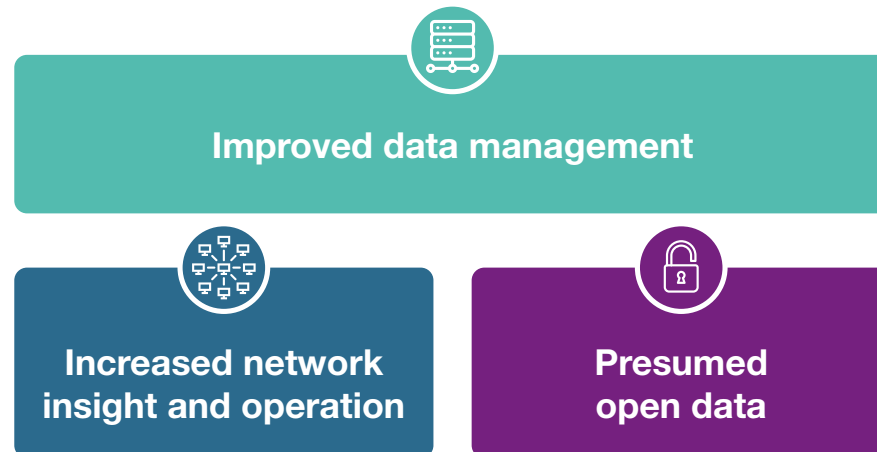 Improved data management
Increased network
insight and operation
Presumed
open data